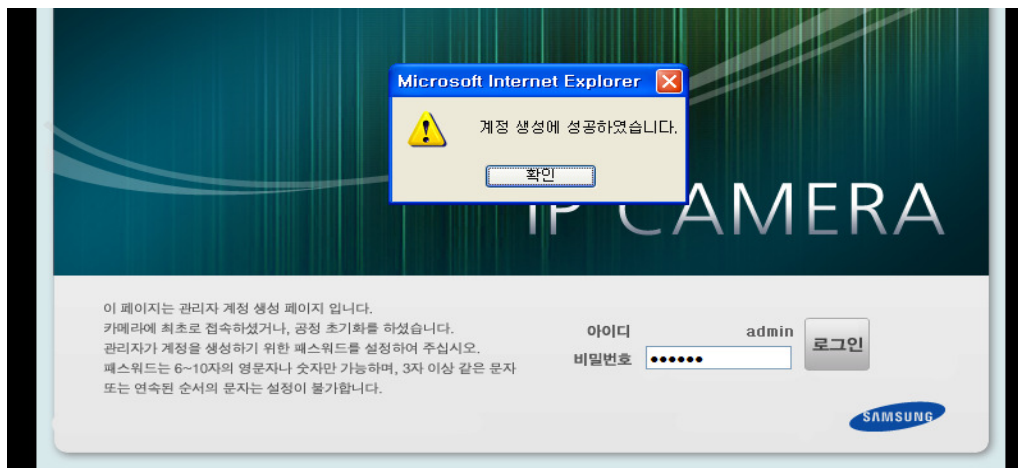 Microsoft Internet Explorer
계정 생성에 성공하였습니다.
확인
IP CAMERA
이 페이지는 관리자 계정 생성 페이지 입니다.
카메라에 최초로 접속하셨거나, 공정 초기화를 하셨습니다.
관리자가 계정을 생성하기 위한 패스워드를 설정하여 주십시오.
패스워드는 6~10자의 영문자나 숫자만 가능하며, 3자 이상 같은 문자
또는 연속된 순서의 문자는 설정이 불가합니다.
아이디 admin
비밀번호 ●●●●●●
로그인
SAMSUNG